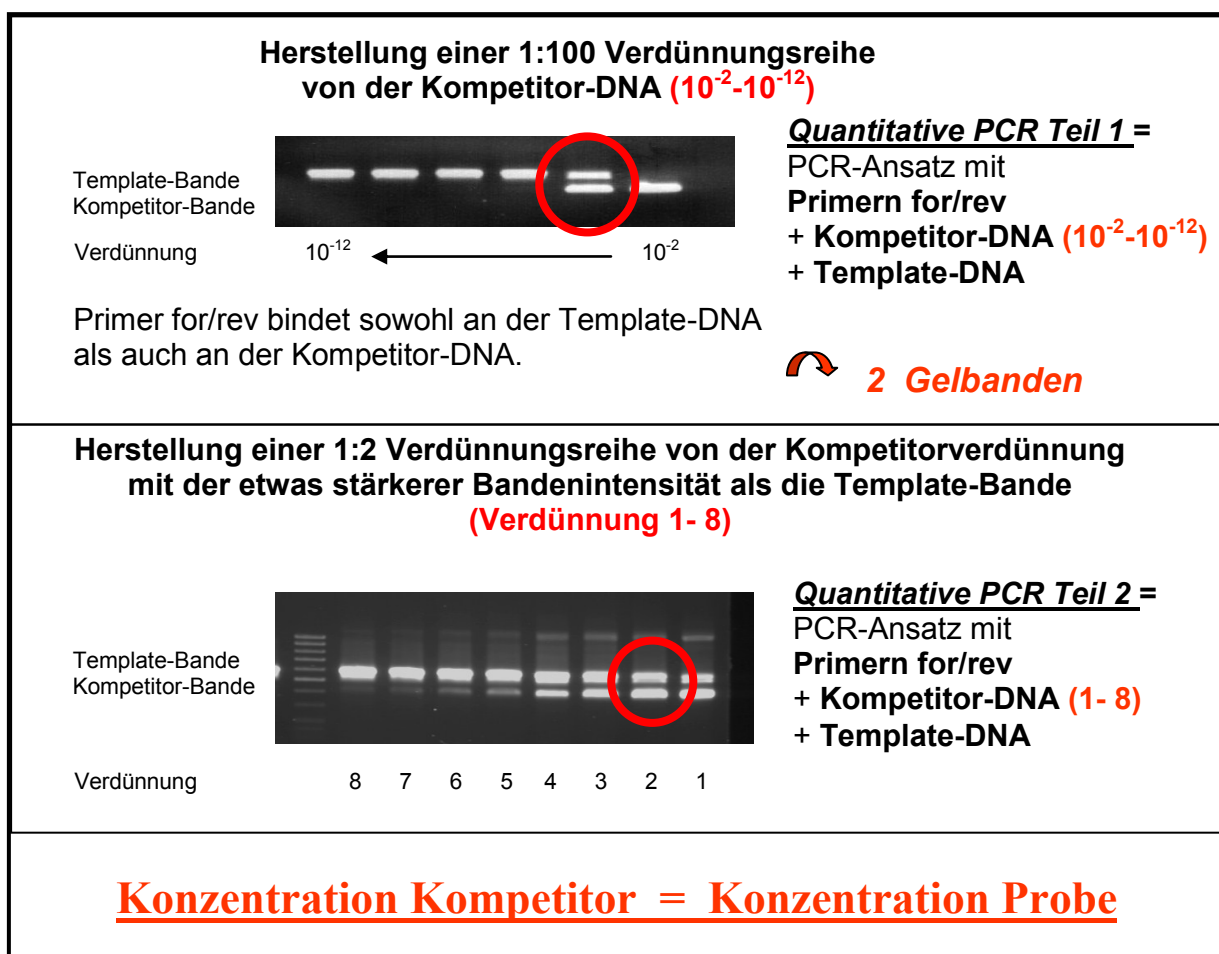 Herstellung einer 1:100 Verdünnungsreihe
von der Kompetitor-DNA (10⁻²-10⁻¹²)
Template-Bande
Kompetitor-Bande
Verdünnung 10⁻¹² 10⁻²
Primer for/rev bindet sowohl an der Template-DNA
als auch an der Kompetitor-DNA.
Quantitative PCR Teil 1 =
PCR-Ansatz mit
Primern for/rev
+ Kompetitor-DNA (10⁻²-10⁻¹²)
+ Template-DNA
2 Gelbanden
Herstellung einer 1:2 Verdünnungsreihe von der Kompetitorverdünnung
mit der etwas stärkerer Bandenintensität als die Template-Bande
(Verdünnung 1- 8)
Template-Bande
Kompetitor-Bande
Verdünnung 8 7 6 5 4 3 2 1
Quantitative PCR Teil 2 =
PCR-Ansatz mit
Primern for/rev
+ Kompetitor-DNA (1- 8)
+ Template-DNA
Konzentration Kompetitor = Konzentration Probe